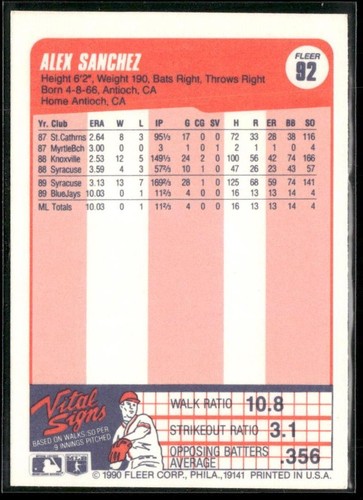 ALEX SANCHEZ
FLEER 92
Height 6'2", Weight 190, Bats Right, Throws Right
Born 4-8-66, Antioch, CA
Home Antioch, CA
Yr. Club ERA W L IP G CG SV H R ER BB SO
87 St.Cathrns 2.64 8 3 95⅓ 17 0 0 72 33 28 38 116
87 MyrtleBch 3.00 0 0 3 1 0 0 3 1 1 0
88 Knoxville 2.53 12 5 149⅓ 24 2 0 100 56 42 74 166
88 Syracuse 3.59 4 3 57⅔ 10 1 0 47 26 23 43 57
89 Syracuse 3.13 13 7 169⅔ 28 1 0 125 68 59 74 141
89 BlueJays 10.03 0 1 11⅔ 4 0 0 16 13 13 14 4
ML Totals 10.03 0 1 11⅔ 4 0 0 16 13 13 14 4
Vital Signs
BASED ON WALKS/SO PER
9 INNINGS PITCHED
WALK RATIO 10.8
STRIKEOUT RATIO 3.1
OPPOSING BATTERS
AVERAGE .356
© 1990 FLEER CORP., PHILA., 19141 PRINTED IN U.S.A.